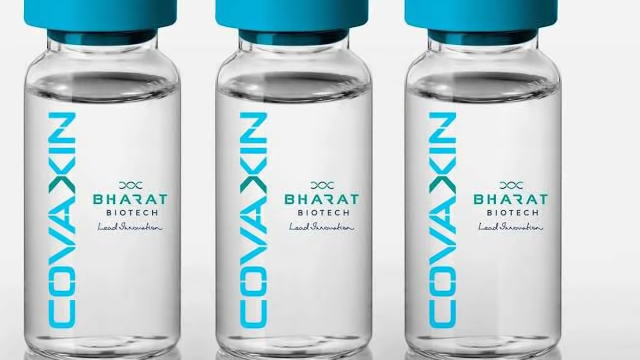 COVAXIN
BHARAT
BIOTECH
Lead Innovation
COVAXIN
BHARAT
BIOTECH
Lead Innovation
COVAXIN
BHARAT
BIOTECH
Lead Innovation